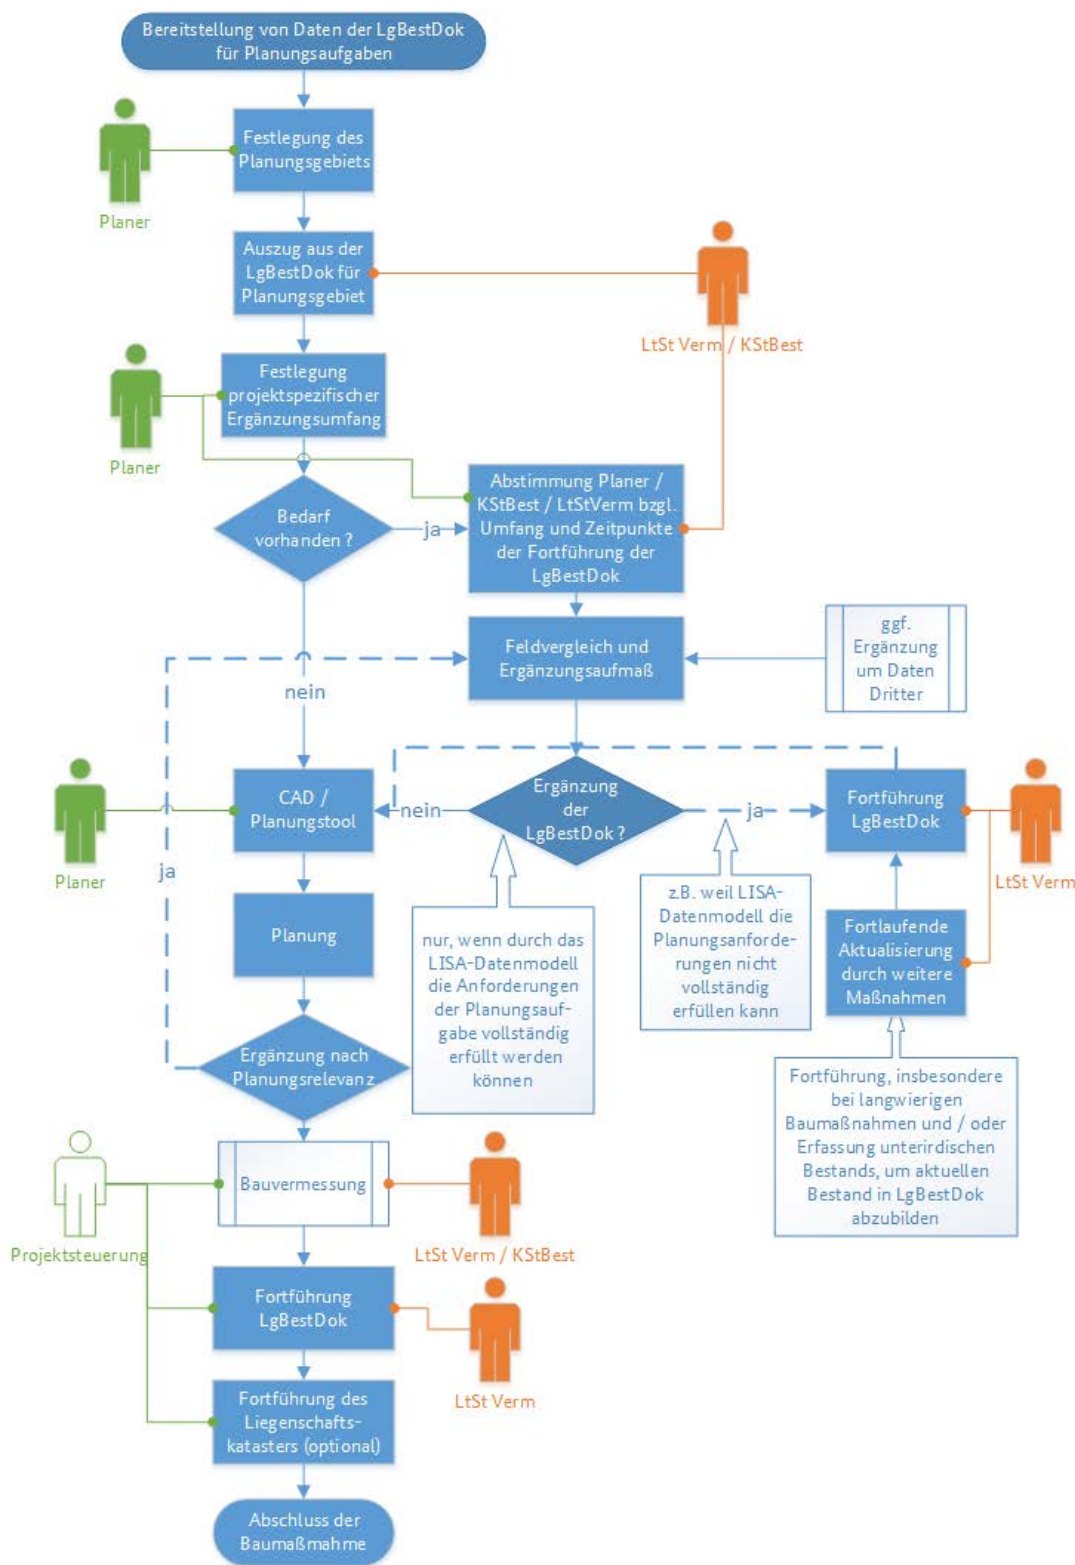 Bereitstellung von Daten der LgBestDok
für Planungsaufgaben
Festlegung des
Planungsgebiets
Planer
Auszug aus der
LgBestDok für
Planungsgebiet
LtSt Verm / KStBest
Festlegung
projektspezifischer
Ergänzungsumfang
Planer
Abstimmung Planer /
KStBest / LtStVerm bzgl.
Umfang und Zeitpunkte
der Fortführung der
LgBestDok
Bedarf
vorhanden ?
ja
Feldvergleich und
Ergänzungsaufmaß
ggf.
Ergänzung
um Daten
Dritter
nein
CAD /
Planungstool
Planer
nein
Ergänzung
der
LgBestDok ?
ja
Fortführung
LgBestDok
LtSt Verm
ja
Planung
nur, wenn durch das
LISA-Datenmodell
die Anforderungen
der Planungsauf-
gabe vollständig
erfüllt werden
können
z.B. weil LISA-
Datenmodell die
Planungsanforde-
rungen nicht
vollständig
erfüllen kann
Fortlaufende
Aktualisierung
durch weitere
Maßnahmen
Ergänzung nach
Planungsrelevanz
Fortführung, insbesondere
bei langwierigen
Baumaßnahmen und / oder
Erfassung unterirdischen
Bestands, um aktuellen
Bestand in LgBestDok
abzubilden
Bauvermessung
Projektsteuerung
LtSt Verm / KStBest
Fortführung
LgBestDok
LtSt Verm
Fortführung des
Liegenschafts-
katasters (optional)
Abschluss der
Baumaßmahme